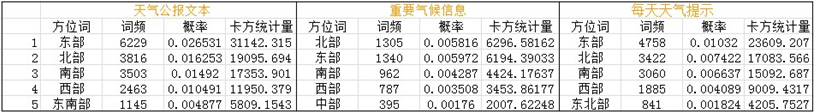 天气公报文本 重要气候信息 每天天气提示
方位词 词频 概率 卡方统计量 方位词 词频 概率 卡方统计量 方位词 词频 概率 卡方统计量
1 东部 6229 0.026531 31142.315 北部 1305 0.005816 6296.58162 东部 4758 0.01032 23609.207
2 北部 3816 0.016253 19095.694 东部 1340 0.005972 6194.39033 北部 3422 0.007422 17083.566
3 南部 3503 0.01492 17353.901 南部 962 0.004287 4424.17637 南部 3060 0.006637 15092.687
4 西部 2463 0.010491 11950.379 西部 787 0.003508 3453.86177 西部 1885 0.004089 9009.4317
5 东南部 1145 0.004877 5809.1543 中部 395 0.00176 2007.62248 东北部 841 0.001824 4205.7527